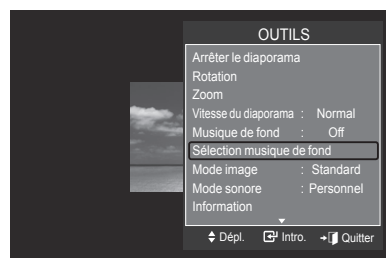 OUTILS
Arrêter le diaporama
Rotation
Zoom
Vitesse du diaporama : Normal
Musique de fond : Off
Sélection musique de fond
Mode image : Standard
Mode sonore : Personnel
Information
Dépl. Intro. Quitter